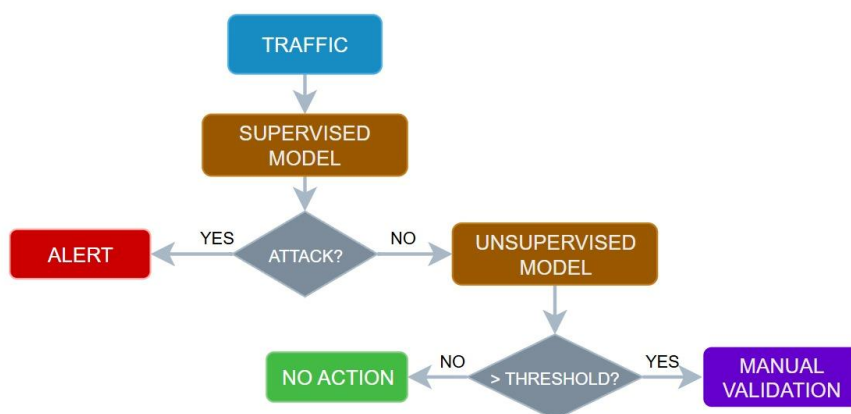 TRAFFIC
SUPERVISED
MODEL
YES
NO
ALERT
ATTACK?
UNSUPERVISED
MODEL
NO
YES
NO ACTION
> THRESHOLD?
MANUAL
VALIDATION